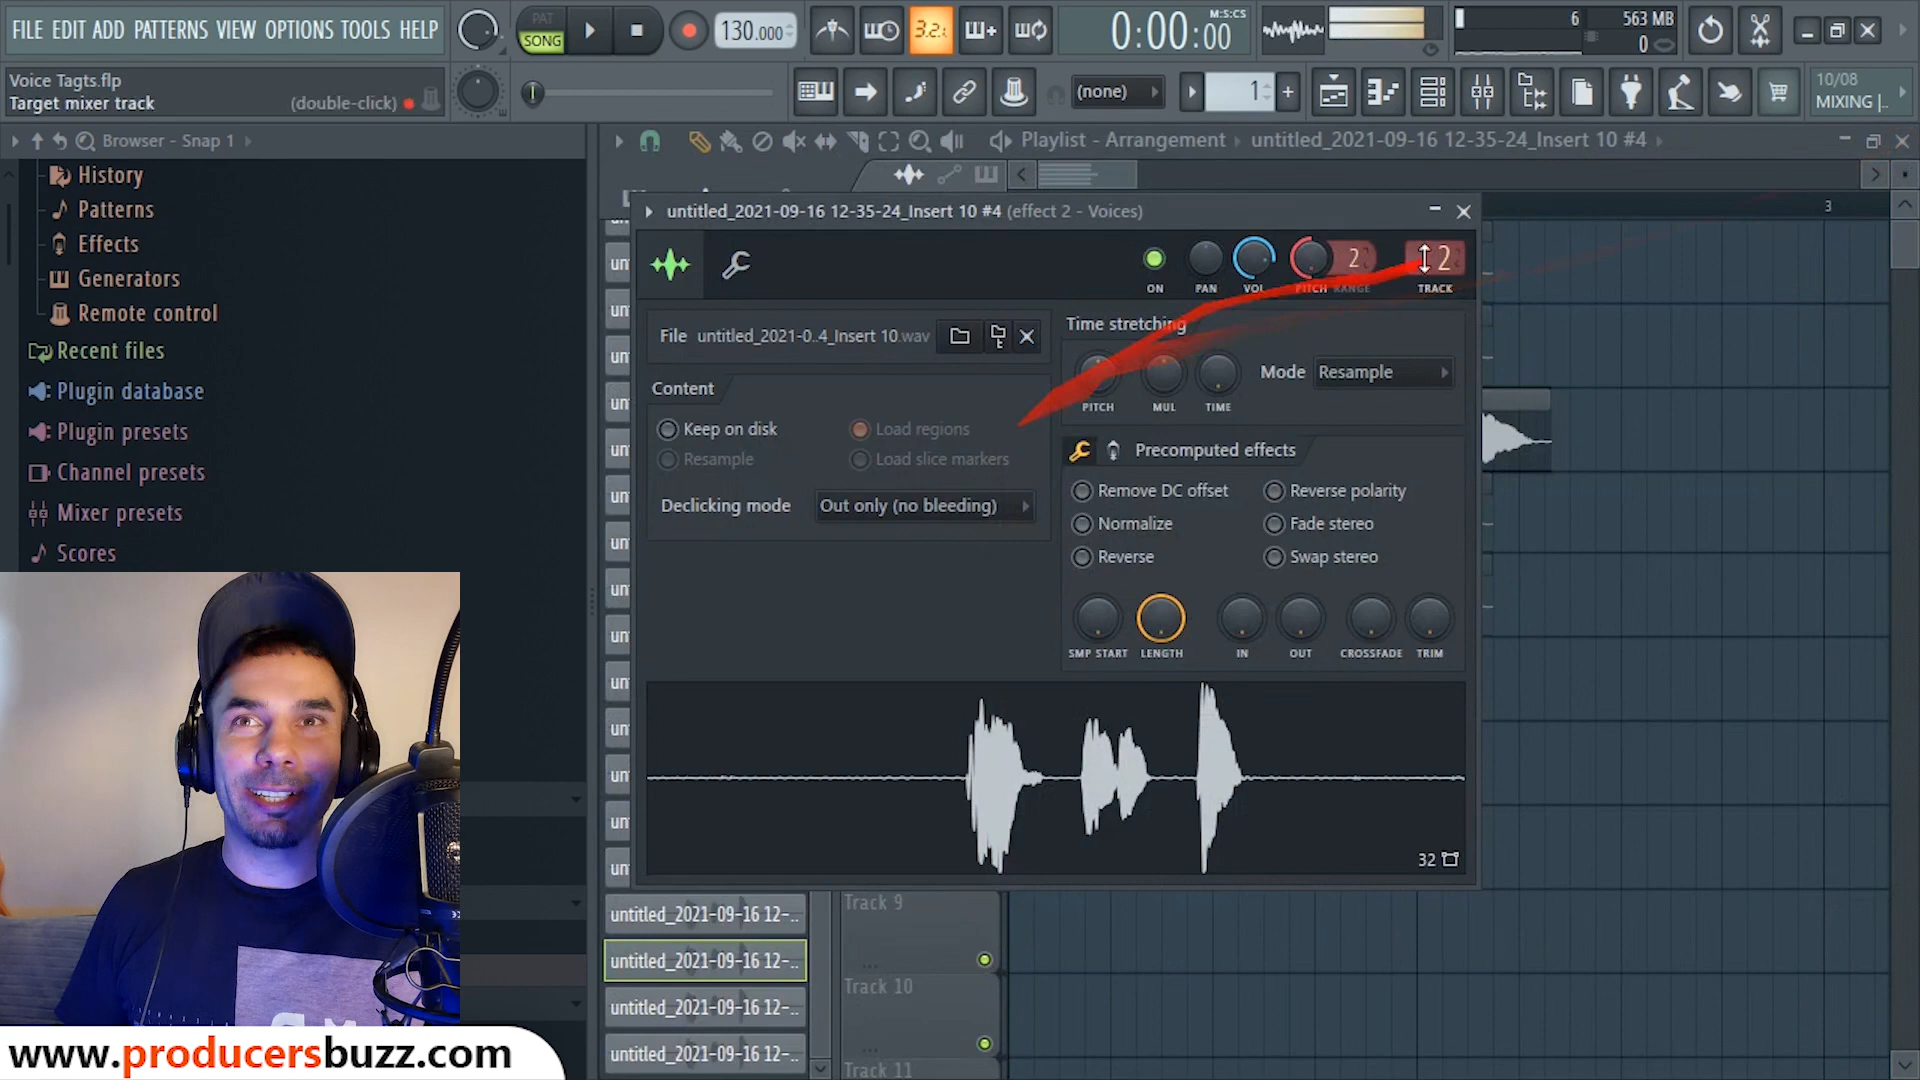 FILE EDIT ADD PATTERNS VIEW OPTIONS TOOLS HELP
PAT
SONG
130.000
3.2.
0:00:00
M:S:CS
6
563 MB
0
Voice Tagts.flp
Target mixer track
(double-click)
(none)
1
10/08
MIXING |..
Browser - Snap 1
Playlist - Arrangement
untitled_2021-09-16 12-35-24_Insert 10 #4
History
Patterns
Effects
Generators
Remote control
Recent files
Plugin database
Plugin presets
Channel presets
Mixer presets
Scores
3
untitled_2021-09-16 12-35-24_Insert 10 #4 (effect 2 - Voices)
ON
PAN
VOL
PITCH
2
RANGE
2
TRACK
File untitled_2021-0..4_Insert 10.wav
Content
Keep on disk
Load regions
Resample
Load slice markers
Declicking mode
Out only (no bleeding)
Time stretching
PITCH
MUL
TIME
Mode
Resample
Precomputed effects
Remove DC offset
Reverse polarity
Normalize
Fade stereo
Reverse
Swap stereo
SMP START
LENGTH
IN
OUT
CROSSFADE
TRIM
32
untitled_2021-09-16 12-..
untitled_2021-09-16 12-..
untitled_2021-09-16 12-..
untitled_2021-09-16 12-..
Track 9
Track 10
Track 11
www.producersbuzz.com